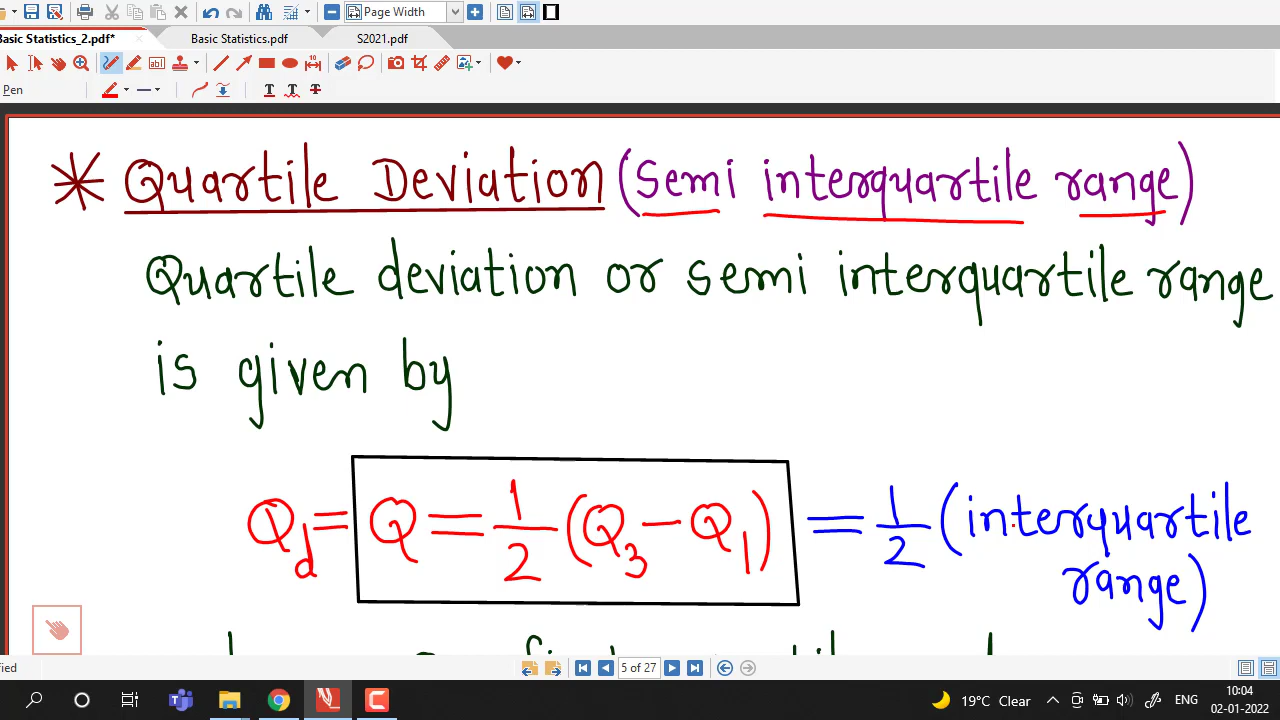 Page Width
Basic Statistics_2.pdf*
Basic Statistics.pdf
S2021.pdf
Pen
* Quartile Deviation (Semi interquartile range)
Quartile deviation or semi interquartile range
is given by
Qd = Q = 1/2 (Q3 − Q1) = 1/2 (interquartile
range)
5 of 27
19°C Clear
ENG
10:04
02-01-2022